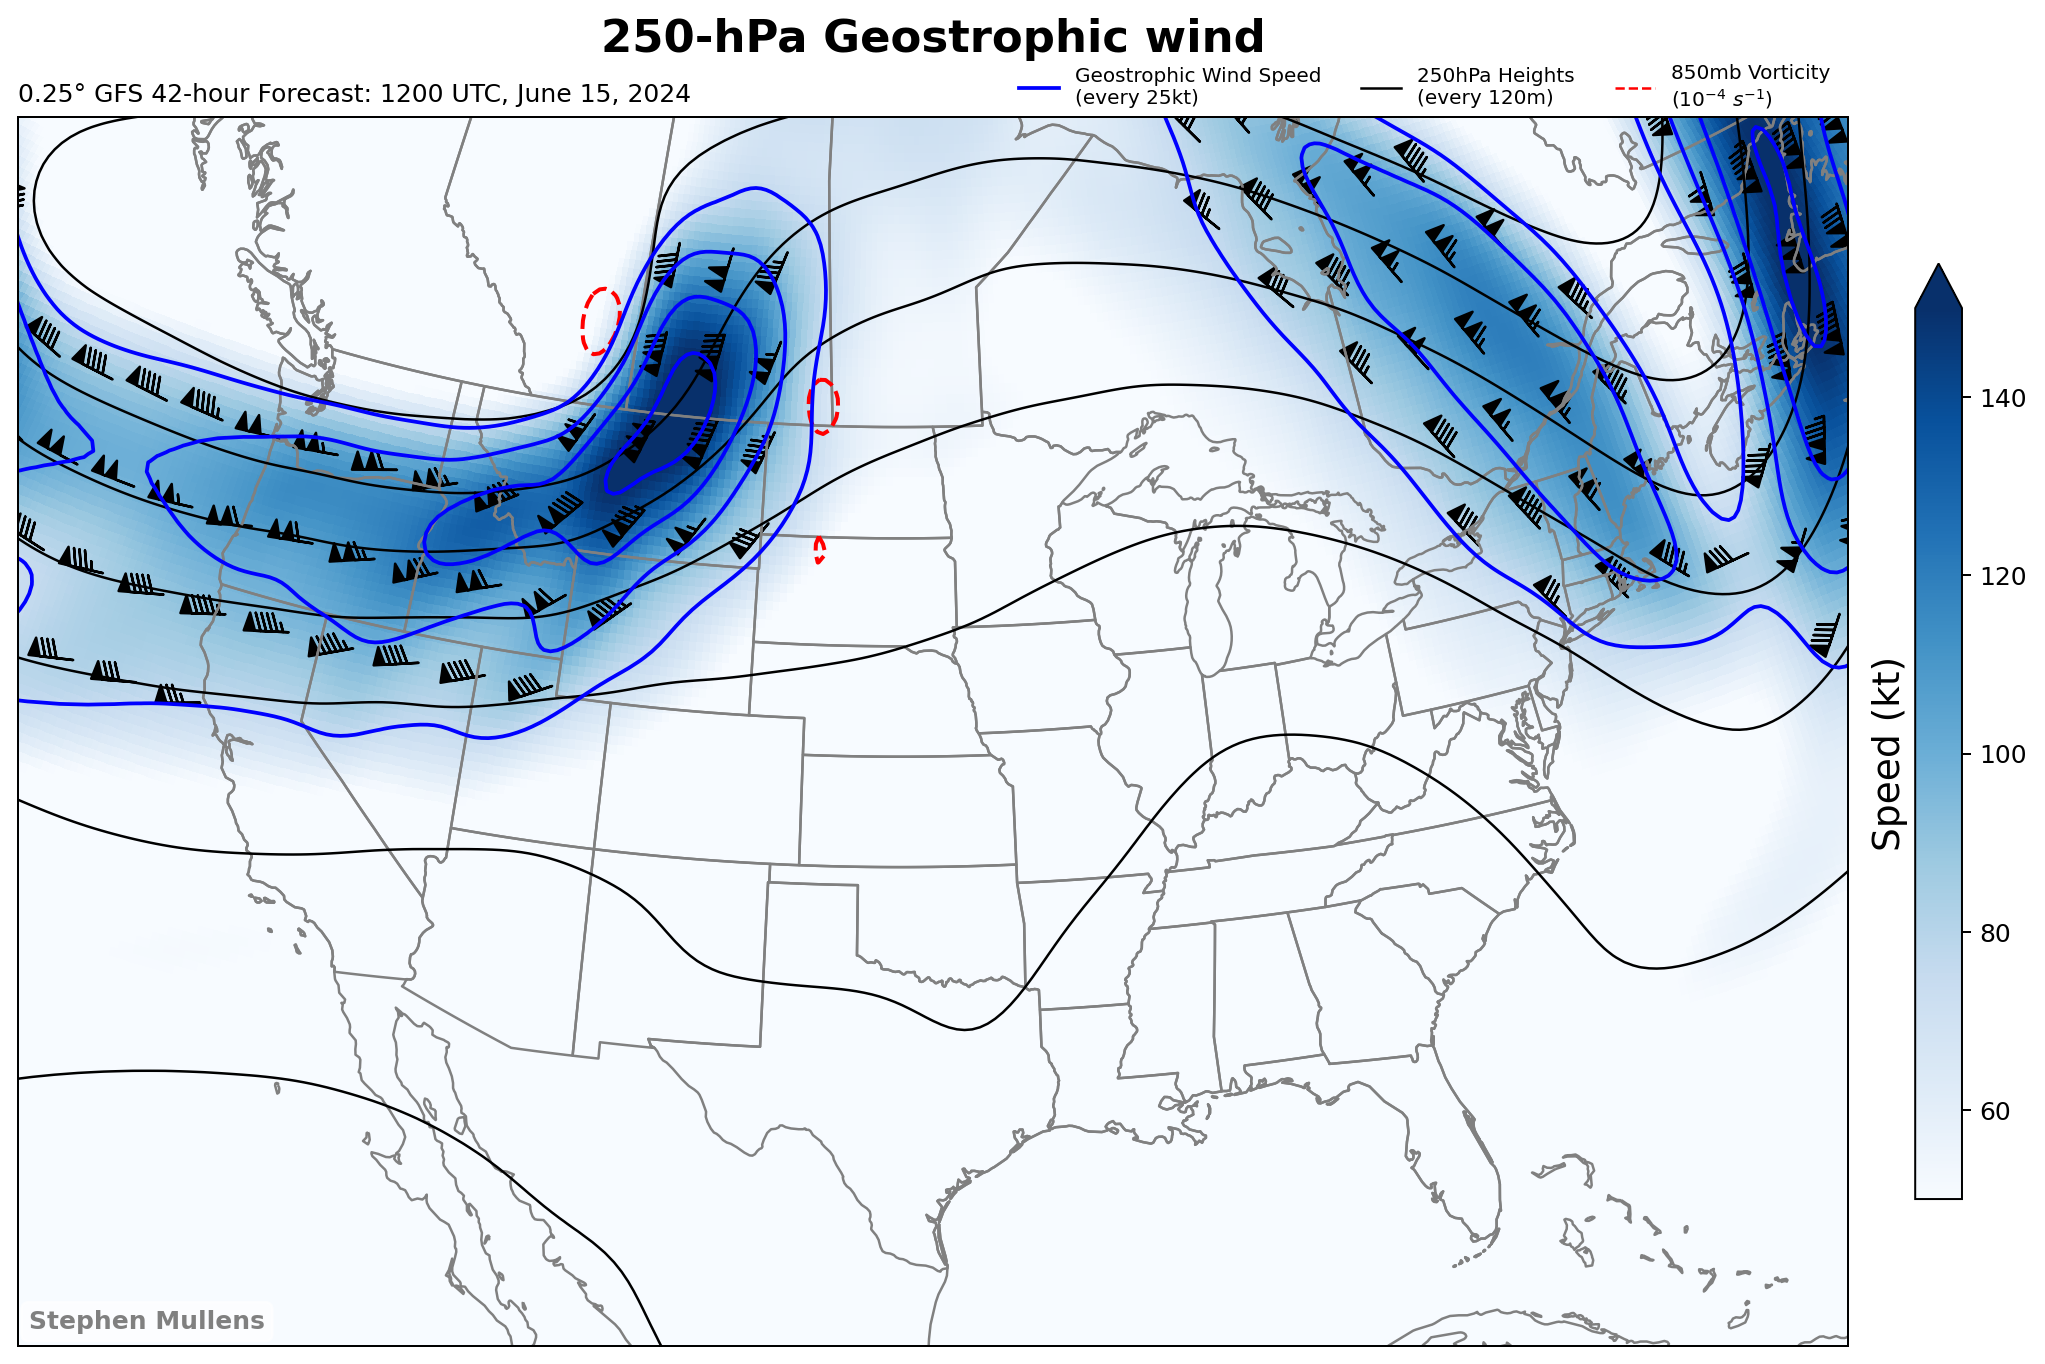 250-hPa Geostrophic wind
0.25° GFS 42-hour Forecast: 1200 UTC, June 15, 2024
Geostrophic Wind Speed
(every 25kt)
250hPa Heights
(every 120m)
850mb Vorticity
(10⁻⁴ s⁻¹)
140
120
100
80
60
Speed (kt)
Stephen Mullens